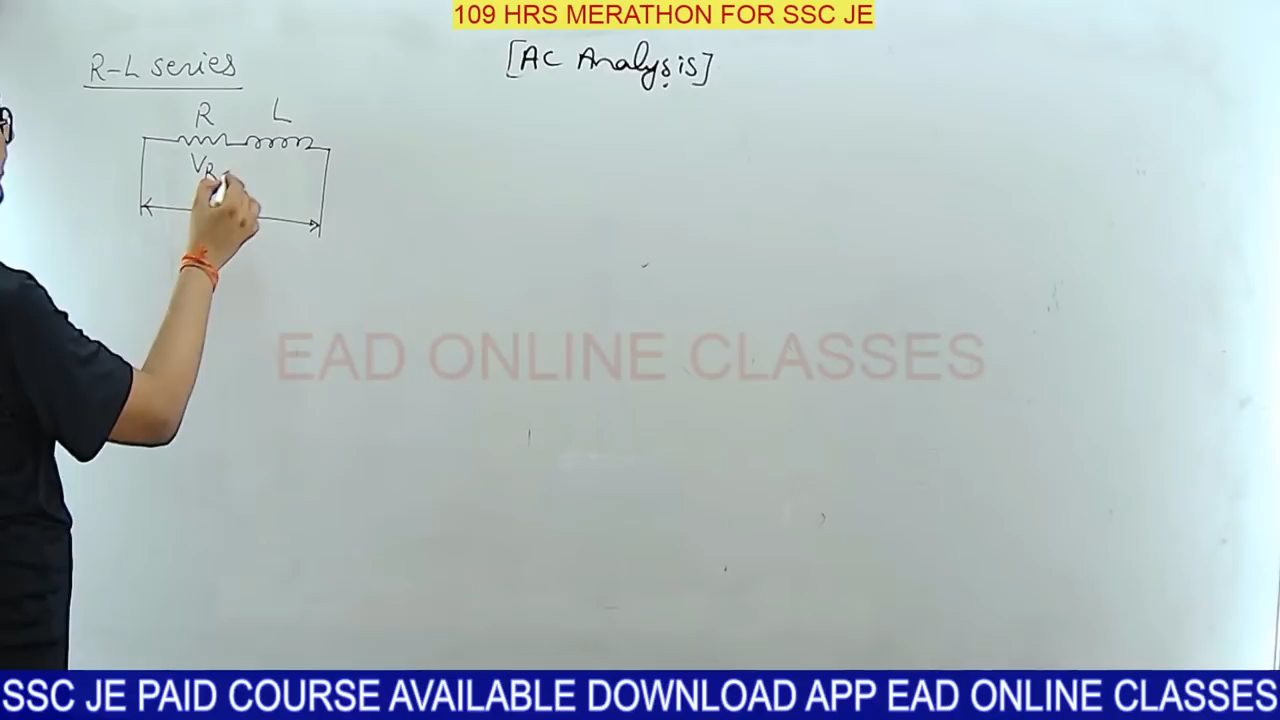 109 HRS MERATHON FOR SSC JE
[AC Analysis]
R-L series
R L
VR
EAD ONLINE CLASSES
SSC JE PAID COURSE AVAILABLE DOWNLOAD APP EAD ONLINE CLASSES